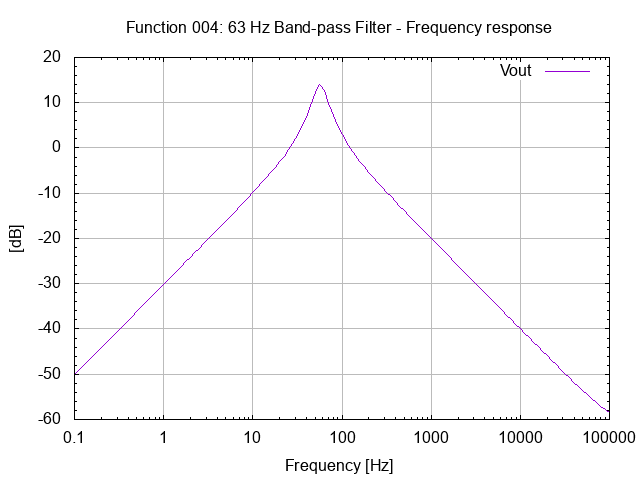 Function 004: 63 Hz Band-pass Filter - Frequency response
Vout
20
10
0
-10
-20
-30
-40
-50
-60
[dB]
0.1 1 10 100 1000 10000 100000
Frequency [Hz]